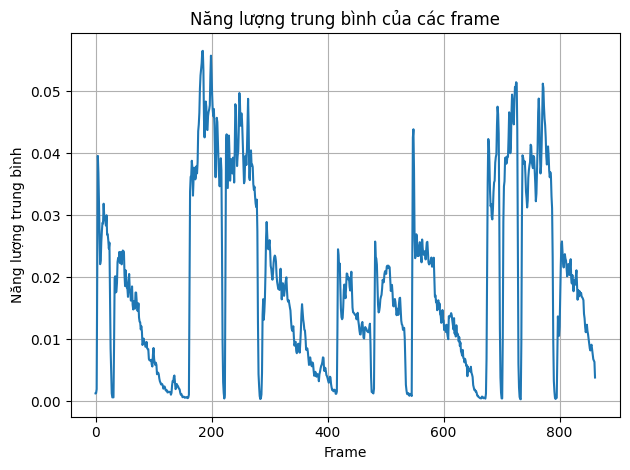 Năng lượng trung bình của các frame
Năng lượng trung bình
0.05
0.04
0.03
0.02
0.01
0.00
0 200 400 600 800
Frame